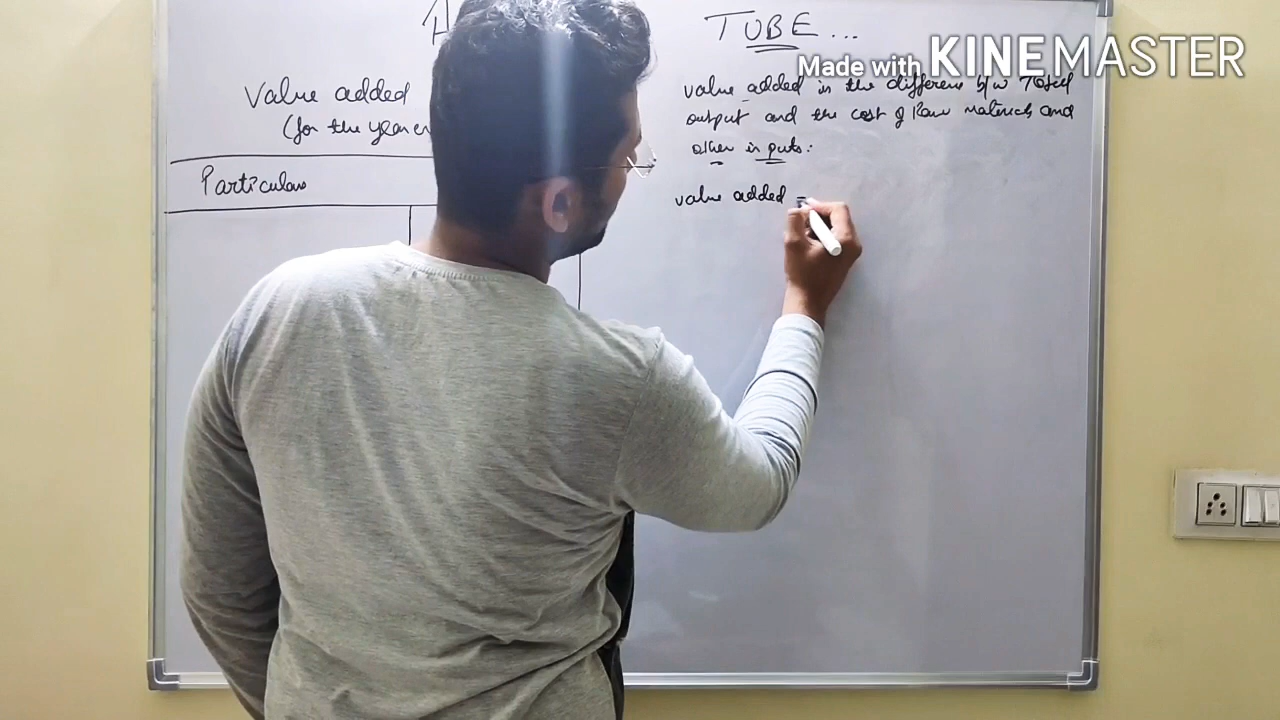 TUBE...
Made with KINEMASTER
Value added
(for the year
Particulars
value added is the difference b/w Total
output and the cost of Raw materials and
other inputs:
value added =